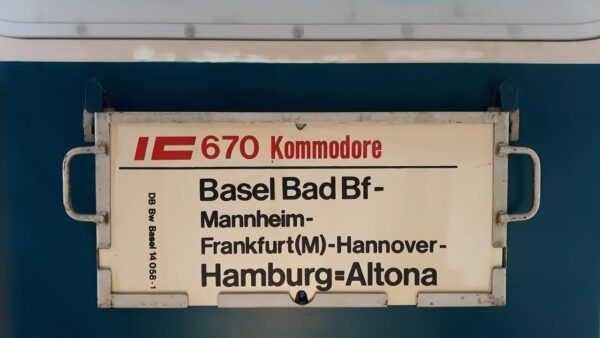 IC 670 Kommodore
Basel Bad Bf-
Mannheim-
Frankfurt(M)-Hannover-
Hamburg=Altona
DB Bw Basel 14 058-1